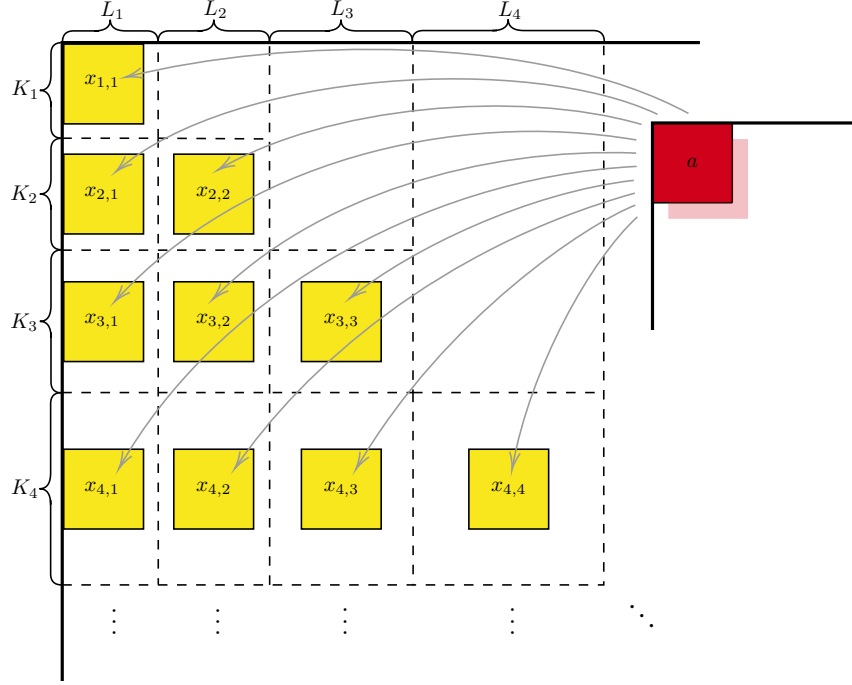 L₁ L₂ L₃ L₄
K₁ x₁,₁
a
K₂ x₂,₁ x₂,₂
K₃ x₃,₁ x₃,₂ x₃,₃
K₄ x₄,₁ x₄,₂ x₄,₃ x₄,₄
⋮ ⋮ ⋮ ⋮ ⋱